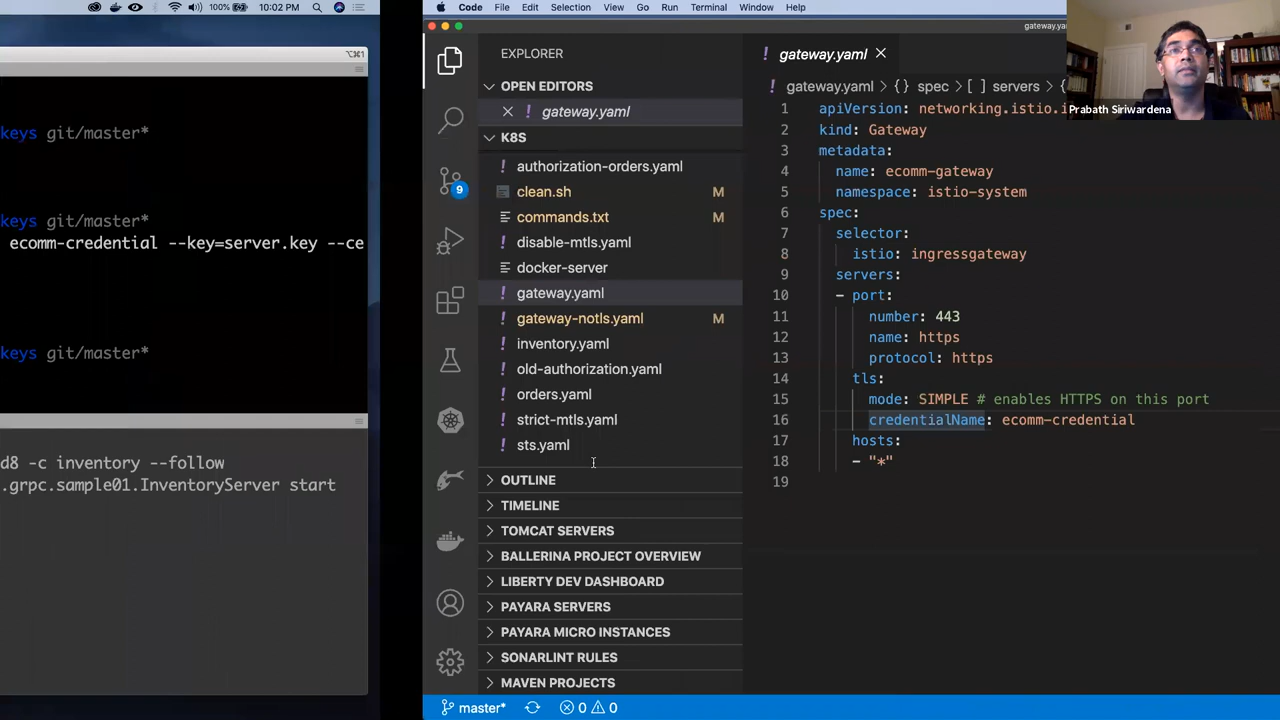 100% 10:02 PM
⌥⌘1
keys git/master*
keys git/master*
ecomm-credential --key=server.key --ce
keys git/master*
d8 -c inventory --follow
.grpc.sample01.InventoryServer start
Code File Edit Selection View Go Run Terminal Window Help
gateway.ya
EXPLORER
OPEN EDITORS
! gateway.yaml
K8S
! authorization-orders.yaml
clean.sh M
commands.txt M
! disable-mtls.yaml
docker-server
! gateway.yaml
! gateway-notls.yaml M
! inventory.yaml
! old-authorization.yaml
! orders.yaml
! strict-mtls.yaml
! sts.yaml
OUTLINE
TIMELINE
TOMCAT SERVERS
BALLERINA PROJECT OVERVIEW
LIBERTY DEV DASHBOARD
PAYARA SERVERS
PAYARA MICRO INSTANCES
SONARLINT RULES
MAVEN PROJECTS
9
master* 0 0
! gateway.yaml
gateway.yaml {} spec [ ] servers {
1 apiVersion: networking.istio.i
2 kind: Gateway
3 metadata:
4 name: ecomm-gateway
5 namespace: istio-system
6 spec:
7 selector:
8 istio: ingressgateway
9 servers:
10 - port:
11 number: 443
12 name: https
13 protocol: https
14 tls:
15 mode: SIMPLE # enables HTTPS on this port
16 credentialName: ecomm-credential
17 hosts:
18 - "*"
19
Prabath Siriwardena